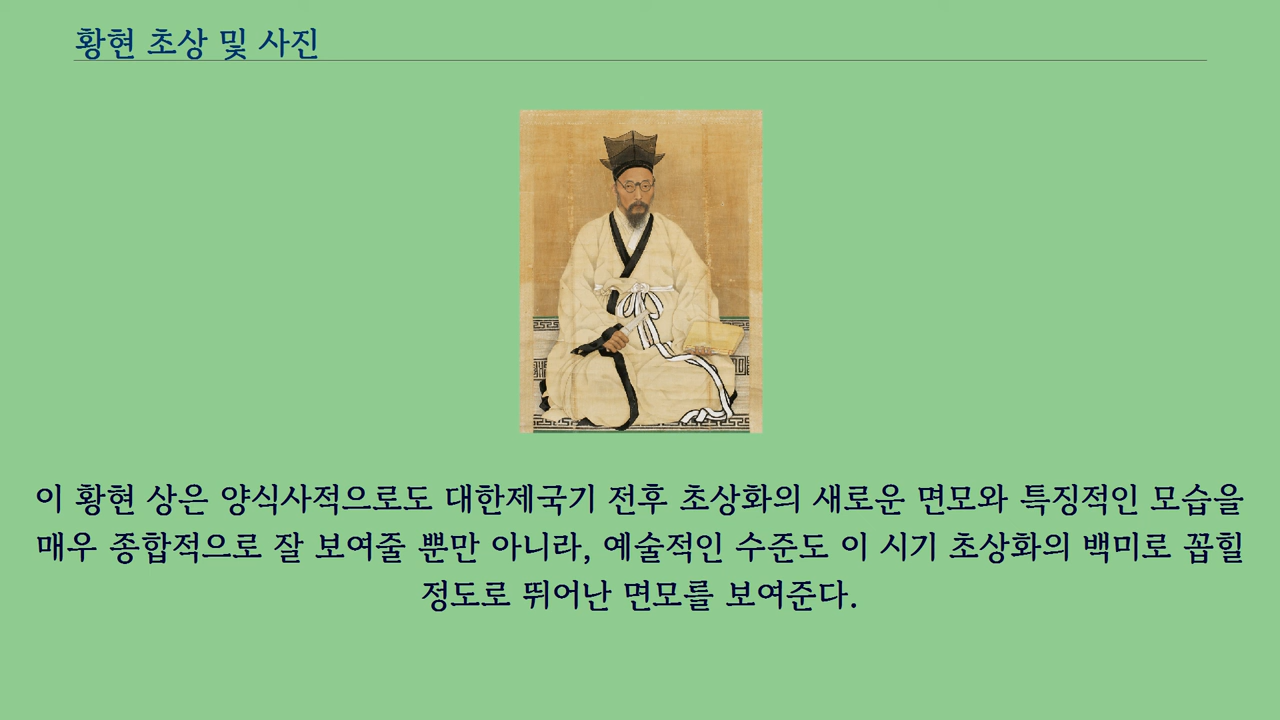 황현 초상 및 사진
이 황현 상은 양식사적으로도 대한제국기 전후 초상화의 새로운 면모와 특징적인 모습을
매우 종합적으로 잘 보여줄 뿐만 아니라, 예술적인 수준도 이 시기 초상화의 백미로 꼽힐
정도로 뛰어난 면모를 보여준다.